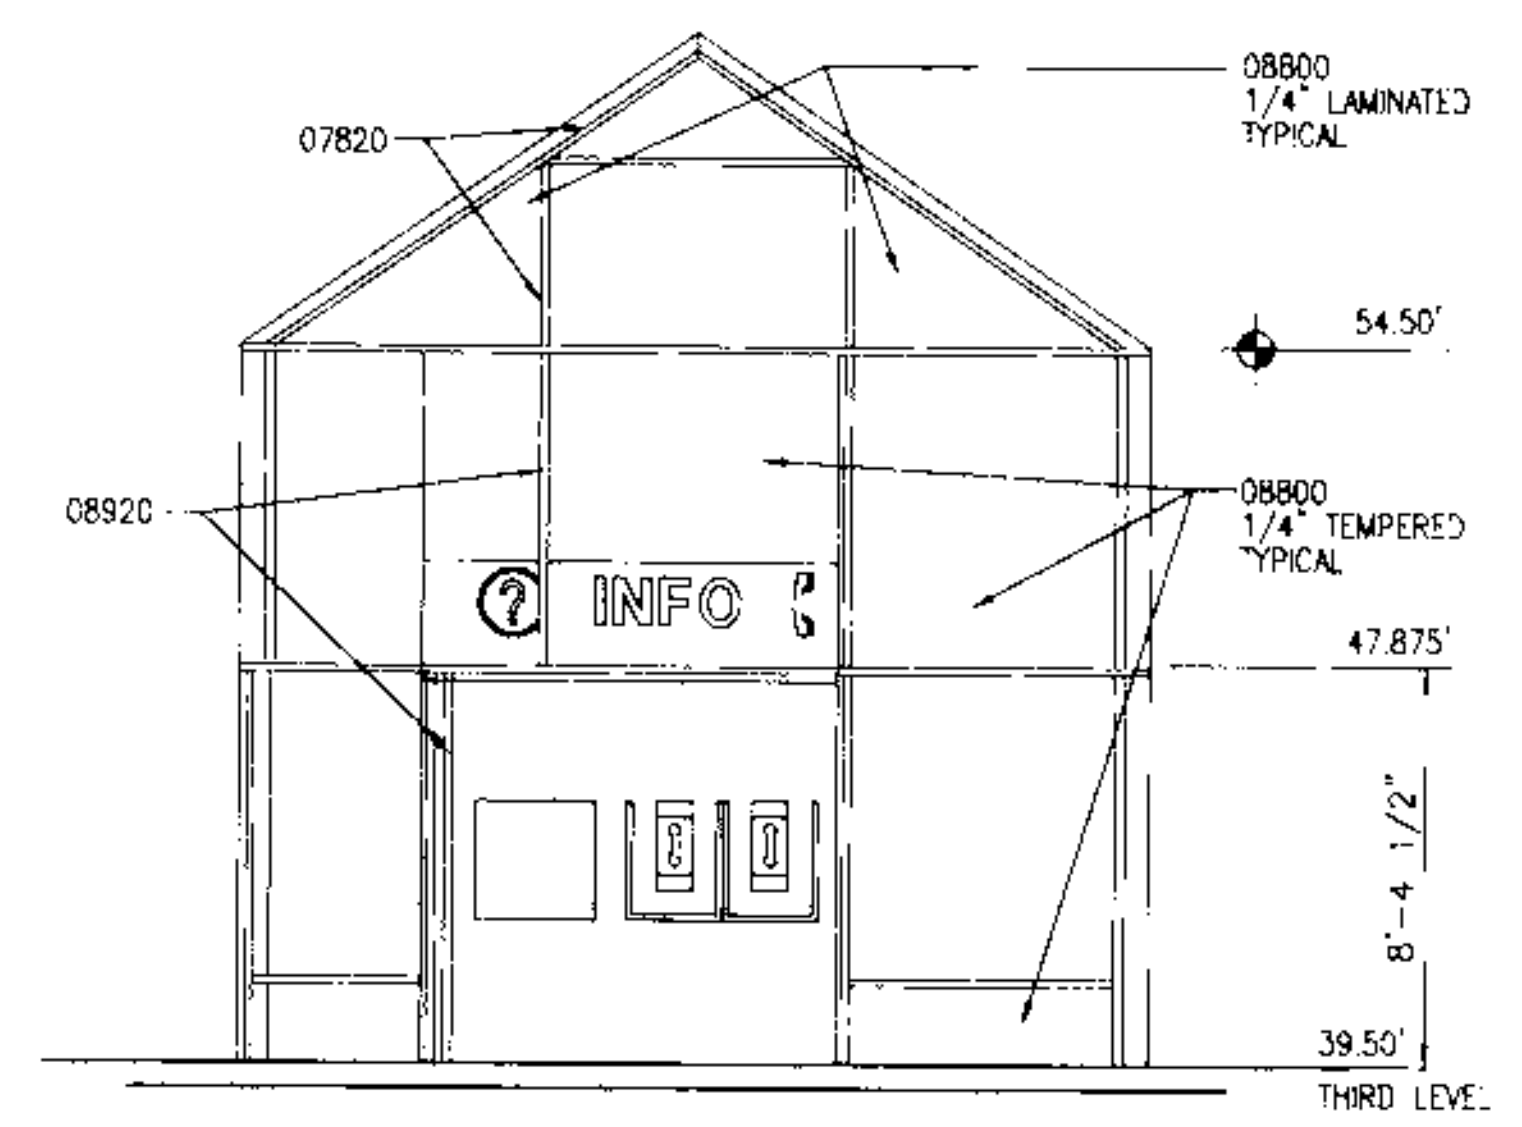 08800
1/4" LAMINATED
TYPICAL
07820
54.50'
08920
08800
1/4" TEMPERED
TYPICAL
? INFO
47.875'
8'-4 1/2"
39.50'
THIRD LEVEL